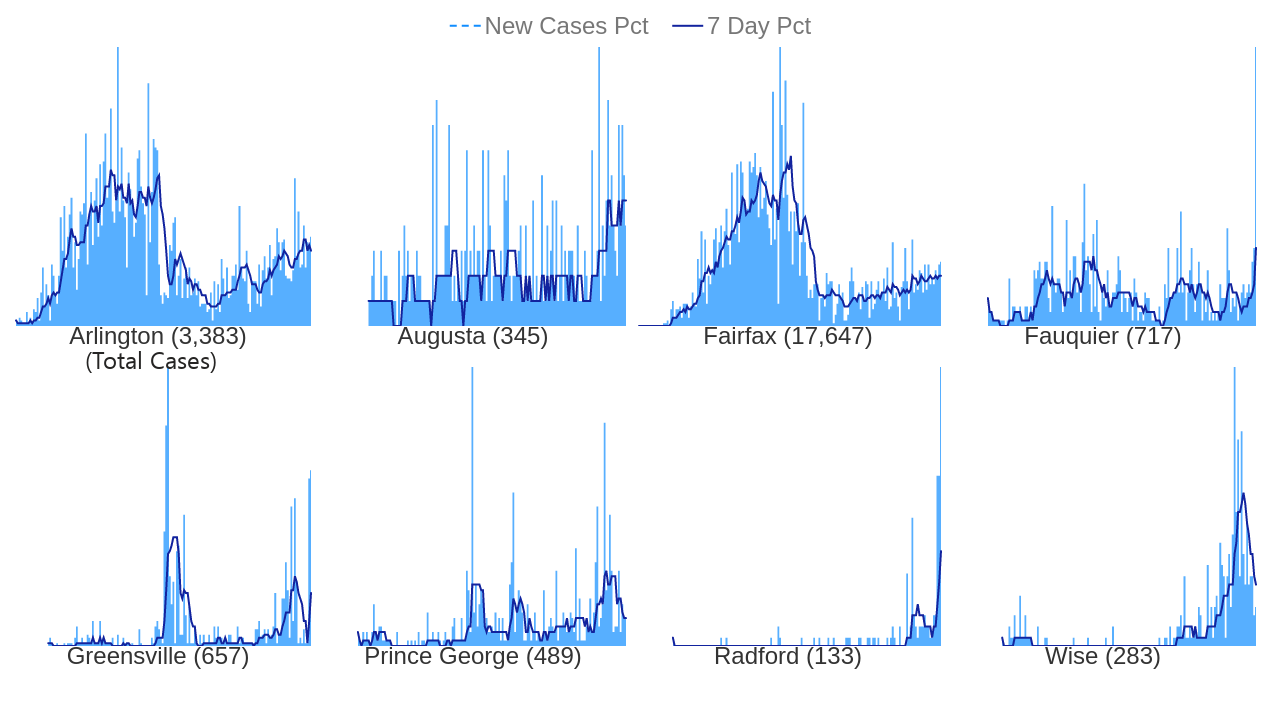 New Cases Pct 7 Day Pct
Arlington (3,383) Augusta (345) Fairfax (17,647) Fauquier (717)
(Total Cases)
Greensville (657) Prince George (489) Radford (133) Wise (283)